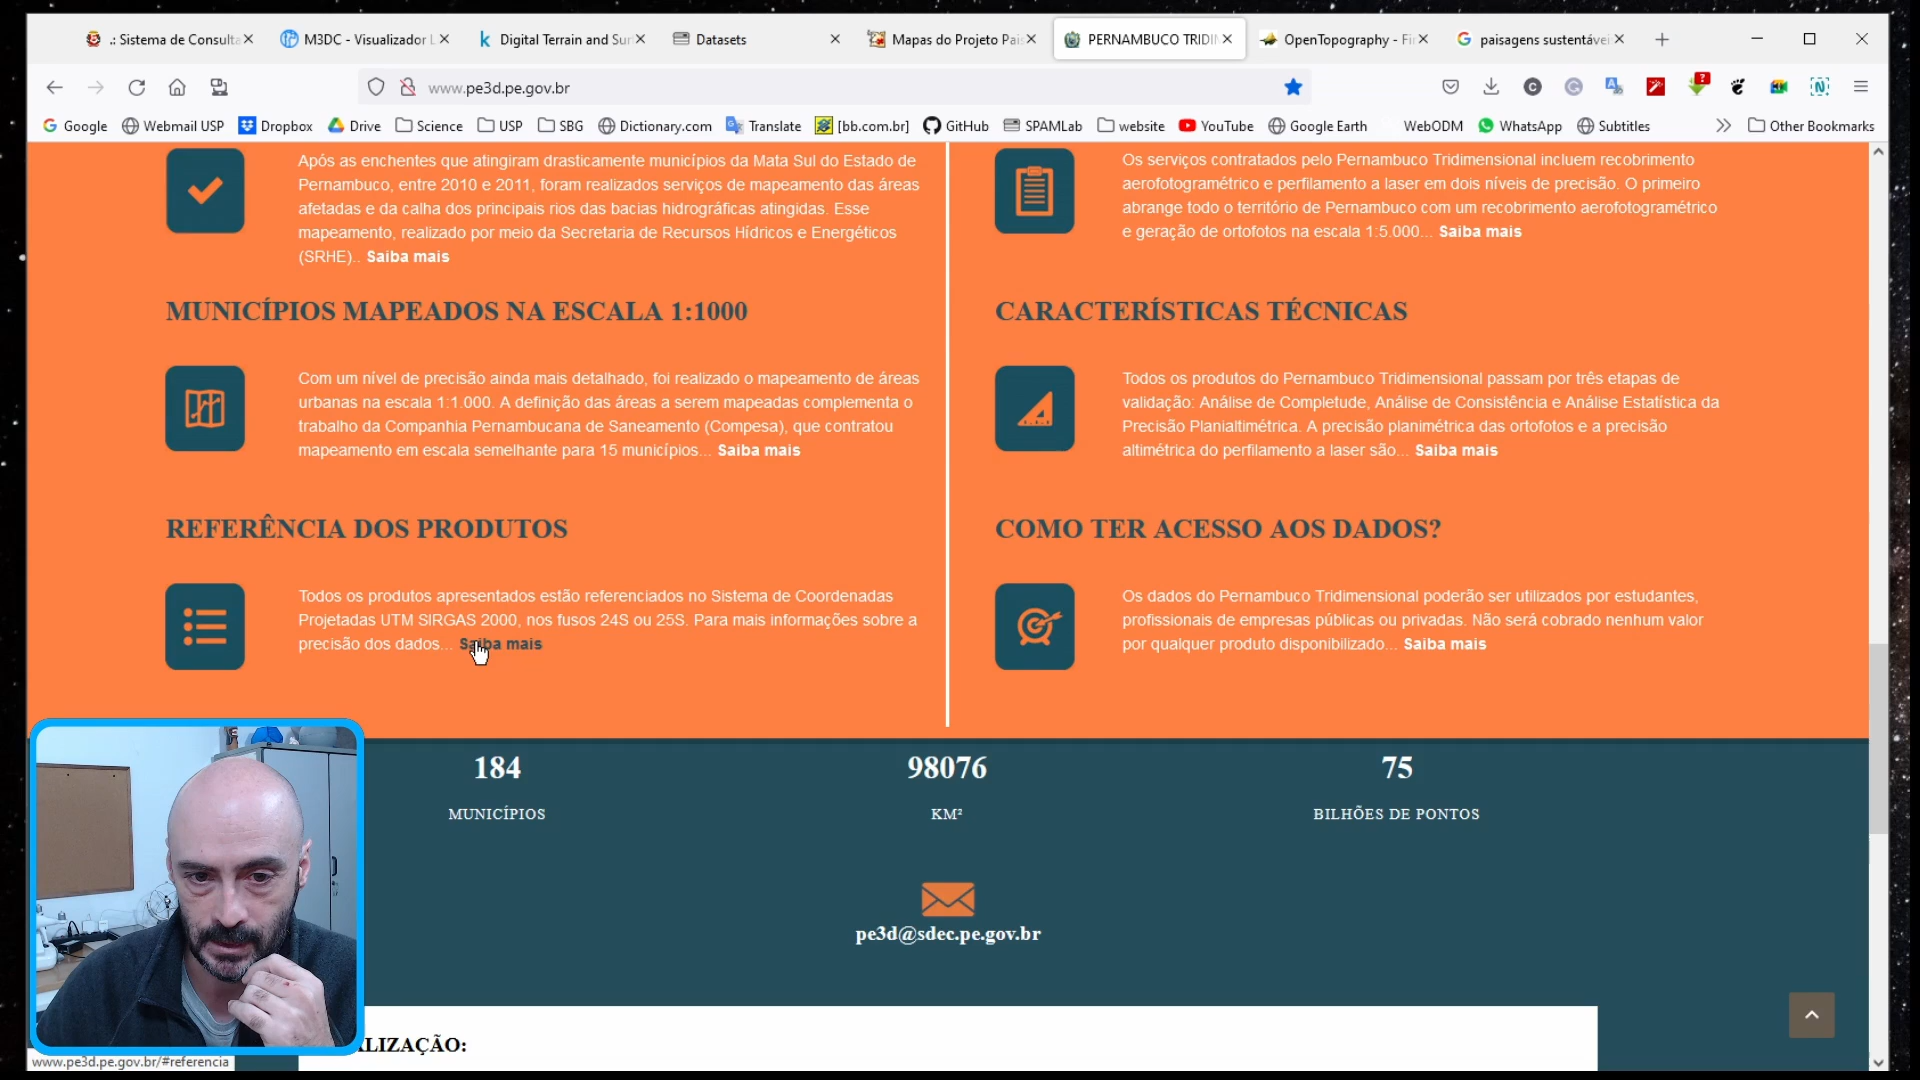 .: Sistema de Consulta
M3DC - Visualizador L
Digital Terrain and Sur
Datasets
Mapas do Projeto Pais
PERNAMBUCO TRIDI
OpenTopography - Fi
paisagens sustentávei
www.pe3d.pe.gov.br
Google
Webmail USP
Dropbox
Drive
Science
USP
SBG
Dictionary.com
Translate
[bb.com.br]
GitHub
SPAMLab
website
YouTube
Google Earth
WebODM
WhatsApp
Subtitles
Other Bookmarks
Após as enchentes que atingiram drasticamente municípios da Mata Sul do Estado de
Pernambuco, entre 2010 e 2011, foram realizados serviços de mapeamento das áreas
afetadas e da calha dos principais rios das bacias hidrográficas atingidas. Esse
mapeamento, realizado por meio da Secretaria de Recursos Hídricos e Energéticos
(SRHE).. Saiba mais
Os serviços contratados pelo Pernambuco Tridimensional incluem recobrimento
aerofotogramétrico e perfilamento a laser em dois níveis de precisão. O primeiro
abrange todo o território de Pernambuco com um recobrimento aerofotogramétrico
e geração de ortofotos na escala 1:5.000... Saiba mais
MUNICÍPIOS MAPEADOS NA ESCALA 1:1000
Com um nível de precisão ainda mais detalhado, foi realizado o mapeamento de áreas
urbanas na escala 1:1.000. A definição das áreas a serem mapeadas complementa o
trabalho da Companhia Pernambucana de Saneamento (Compesa), que contratou
mapeamento em escala semelhante para 15 municípios... Saiba mais
CARACTERÍSTICAS TÉCNICAS
Todos os produtos do Pernambuco Tridimensional passam por três etapas de
validação: Análise de Completude, Análise de Consistência e Análise Estatística da
Precisão Planialtimétrica. A precisão planimétrica das ortofotos e a precisão
altimétrica do perfilamento a laser são... Saiba mais
REFERÊNCIA DOS PRODUTOS
Todos os produtos apresentados estão referenciados no Sistema de Coordenadas
Projetadas UTM SIRGAS 2000, nos fusos 24S ou 25S. Para mais informações sobre a
precisão dos dados... Saiba mais
COMO TER ACESSO AOS DADOS?
Os dados do Pernambuco Tridimensional poderão ser utilizados por estudantes,
profissionais de empresas públicas ou privadas. Não será cobrado nenhum valor
por qualquer produto disponibilizado... Saiba mais
184
MUNICÍPIOS
98076
KM²
75
BILHÕES DE PONTOS
pe3d@sdec.pe.gov.br
ALIZAÇÃO:
www.pe3d.pe.gov.br/#referencia